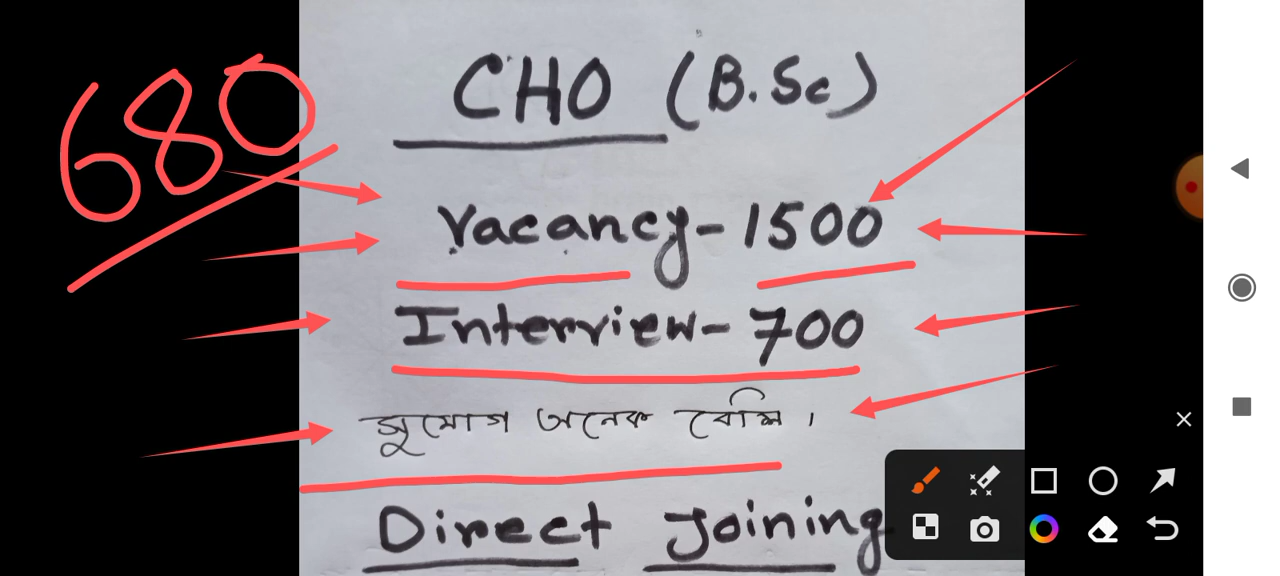 680
CHO (B.Sc)
Vacancy - 1500
Interview - 700
সুযোগ অনেক বেশি।
Direct Joining